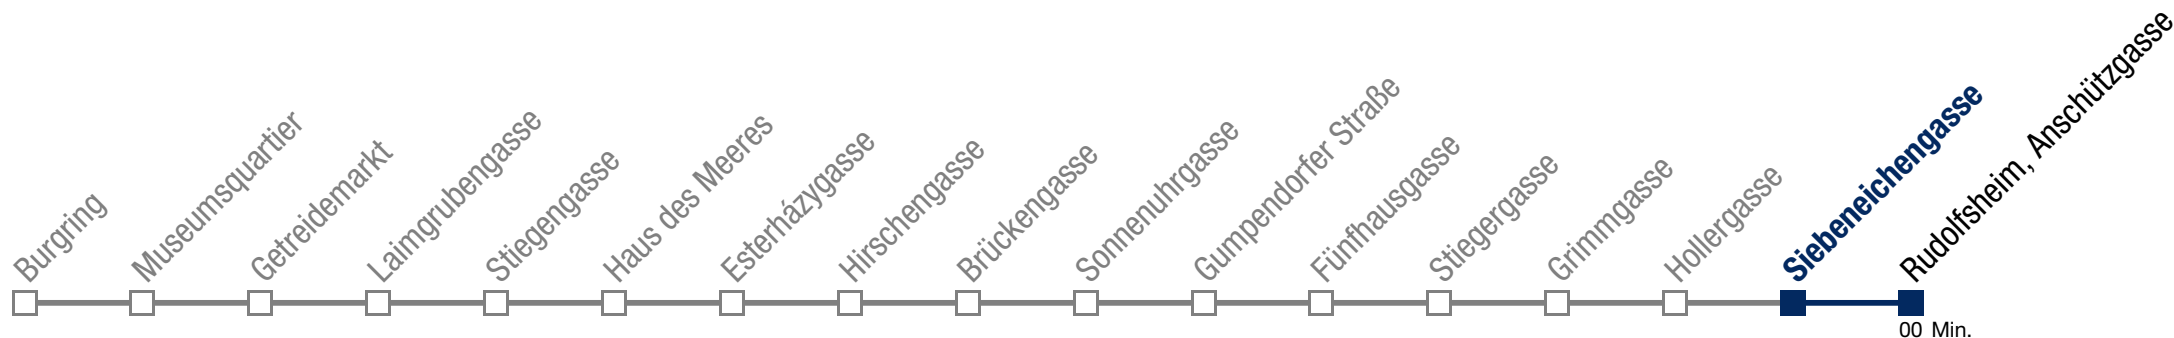 Burgring
Museumsquartier
Getreidemarkt
Laimgrubengasse
Stiegengasse
Haus des Meeres
Esterházygasse
Hirschengasse
Brückengasse
Sonnenuhrgasse
Gumpendorfer Straße
Fünfhausgasse
Stiegergasse
Grimmgasse
Hollergasse
Siebeneichengasse
Rudolfsheim, Anschützgasse
00 Min.